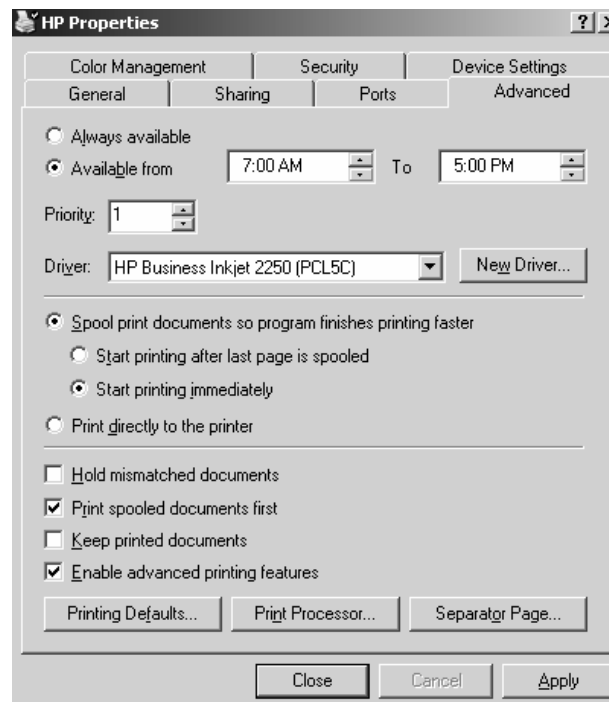 HP Properties ? X
Color Management Security Device Settings
General Sharing Ports Advanced
Always available
Available from 7:00 AM To 5:00 PM
Priority: 1
Driver: HP Business Inkjet 2250 (PCL5C) New Driver...
Spool print documents so program finishes printing faster
Start printing after last page is spooled
Start printing immediately
Print directly to the printer
Hold mismatched documents
Print spooled documents first
Keep printed documents
Enable advanced printing features
Printing Defaults... Print Processor... Separator Page...
Close Cancel Apply